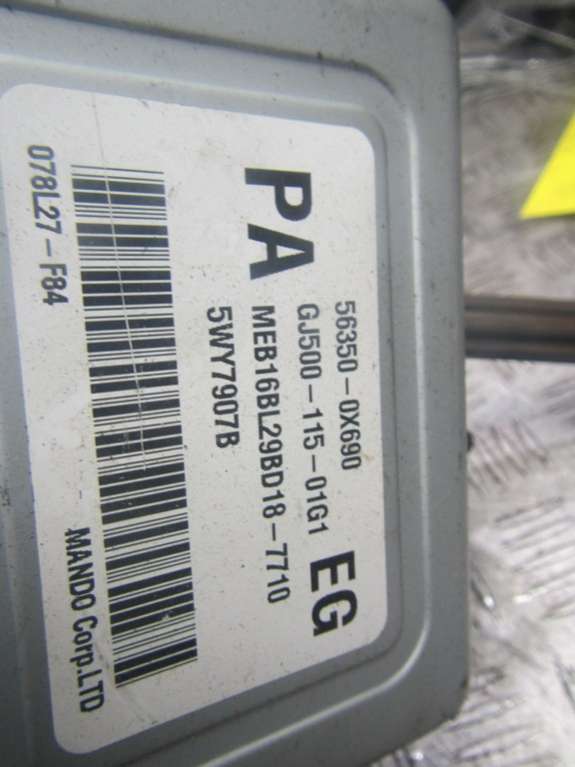 PA
56350-0X690
GJ500-115-01G1
EG
MEB16BL29BD18-7710
5WY7907B
078L27-F84
MANDO Corp.LTD